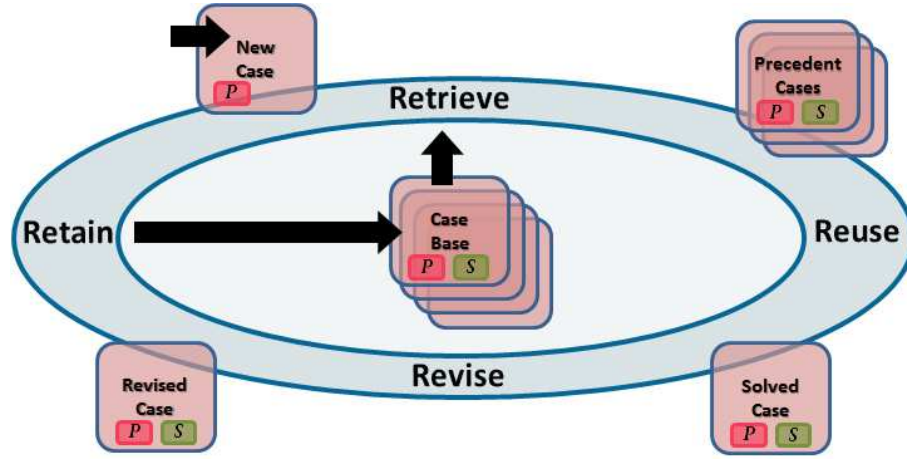 New
Case
P
Precedent
Cases
P S
Retrieve
Retain
Case
Base
P S
Reuse
Revise
Revised
Case
P S
Solved
Case
P S